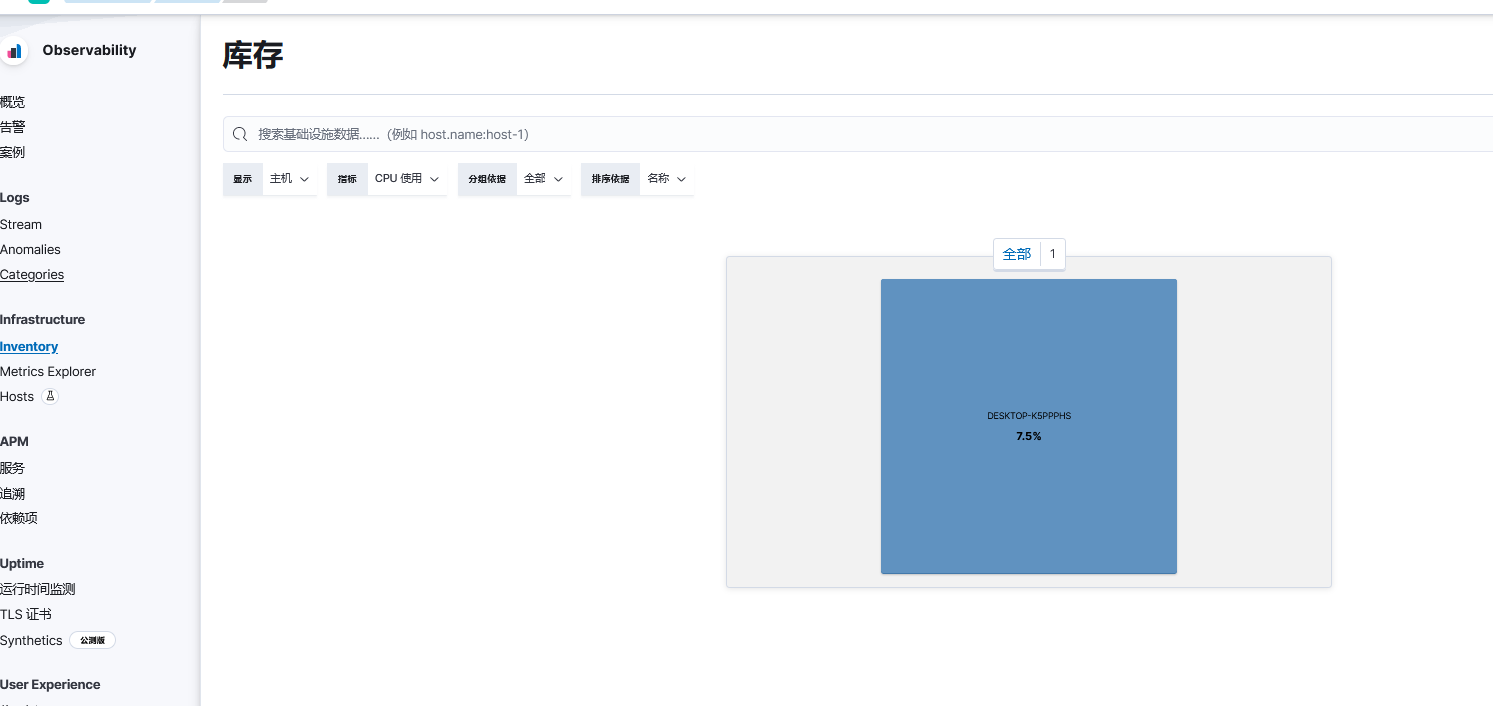 Observability
概览
告警
案例
Logs
Stream
Anomalies
Categories
Infrastructure
Inventory
Metrics Explorer
Hosts
APM
服务
追溯
依赖项
Uptime
运行时间监测
TLS 证书
Synthetics 公测版
User Experience
库存
搜索基础设施数据……（例如 host.name:host-1）
显示 主机 指标 CPU 使用 分组依据 全部 排序依据 名称
全部 1
DESKTOP-K5PPPHS
7.5%